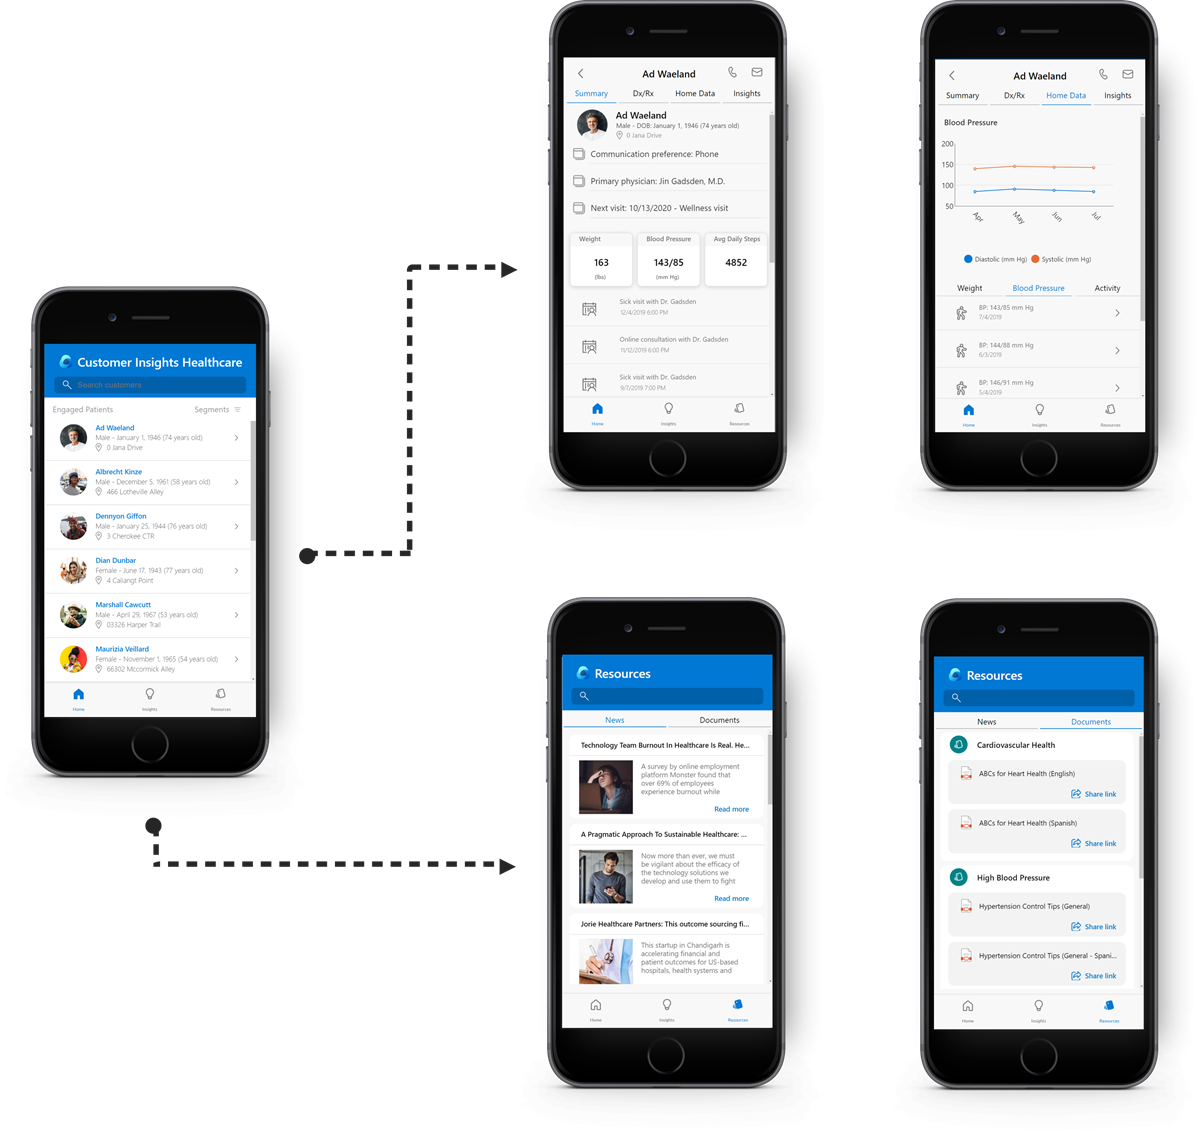 Customer Insights Healthcare
Search customers
Engaged Patients
Segments
Ad Waeland
Male - January 1, 1946 (74 years old)
0 Jana Drive
Albrecht Kinze
Male - December 5, 1961 (58 years old)
466 Lotheville Alley
Dennyon Giffon
Male - January 25, 1944 (76 years old)
3 Cherokee CTR
Dian Dunbar
Female - June 17, 1943 (77 years old)
4 Caliangt Point
Marshall Cawcutt
Male - April 29, 1967 (53 years old)
03326 Harper Trail
Maurizia Veillard
Female - November 1, 1965 (54 years old)
66302 Mccormick Alley
Home
Insights
Resources
Ad Waeland
Summary
Dx/Rx
Home Data
Insights
Ad Waeland
Male - DOB: January 1, 1946 (74 years old)
0 Jana Drive
Communication preference: Phone
Primary physician: Jin Gadsden, M.D.
Next visit: 10/13/2020 - Wellness visit
Weight
Blood Pressure
Avg Daily Steps
163
143/85
4852
(lbs)
(mm Hg)
Sick visit with Dr. Gadsden
12/4/2019 6:00 PM
Online consultation with Dr. Gadsden
11/12/2019 6:00 PM
Sick visit with Dr. Gadsden
9/7/2019 7:00 PM
Home
Insights
Resources
Ad Waeland
Summary
Dx/Rx
Home Data
Insights
Blood Pressure
200
150
100
50
Apr
May
Jun
Jul
Diastolic (mm Hg)
Systolic (mm Hg)
Weight
Blood Pressure
Activity
BP: 143/85 mm Hg
7/4/2019
BP: 144/88 mm Hg
6/3/2019
BP: 146/91 mm Hg
5/4/2019
Home
Insights
Resources
Resources
News
Documents
Technology Team Burnout In Healthcare Is Real. He...
A survey by online employment
platform Monster found that
over 69% of employees
experience burnout while
Read more
A Pragmatic Approach To Sustainable Healthcare: ...
Now more than ever, we must
be vigilant about the efficacy of
the technology solutions we
develop and use them to fight
Read more
Jorie Healthcare Partners: This outcome sourcing fi...
This startup in Chandigarh is
accelerating financial and
patient outcomes for US-based
hospitals, health systems and
Home
Insights
Resources
Resources
News
Documents
Cardiovascular Health
ABCs for Heart Health (English)
Share link
ABCs for Heart Health (Spanish)
Share link
High Blood Pressure
Hypertension Control Tips (General)
Share link
Hypertension Control Tips (General - Spani...
Share link
Home
Insights
Resources